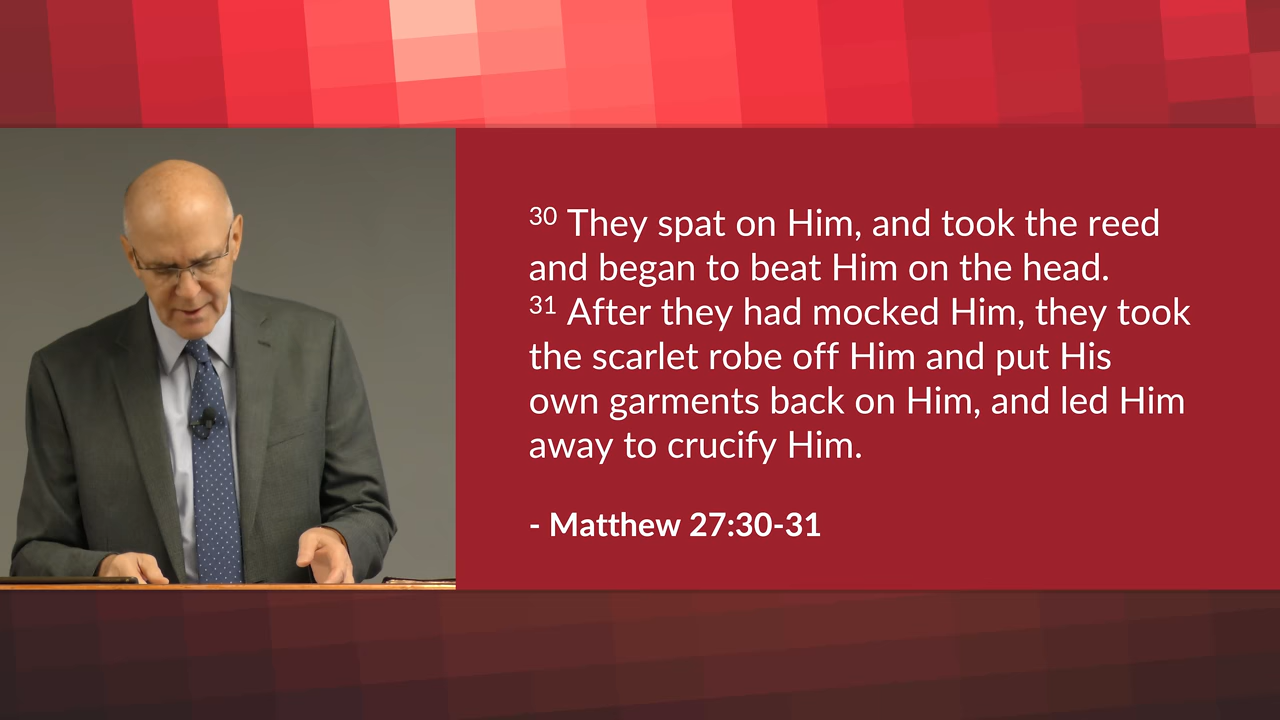 30 They spat on Him, and took the reed
and began to beat Him on the head.
31 After they had mocked Him, they took
the scarlet robe off Him and put His
own garments back on Him, and led Him
away to crucify Him.
- Matthew 27:30-31